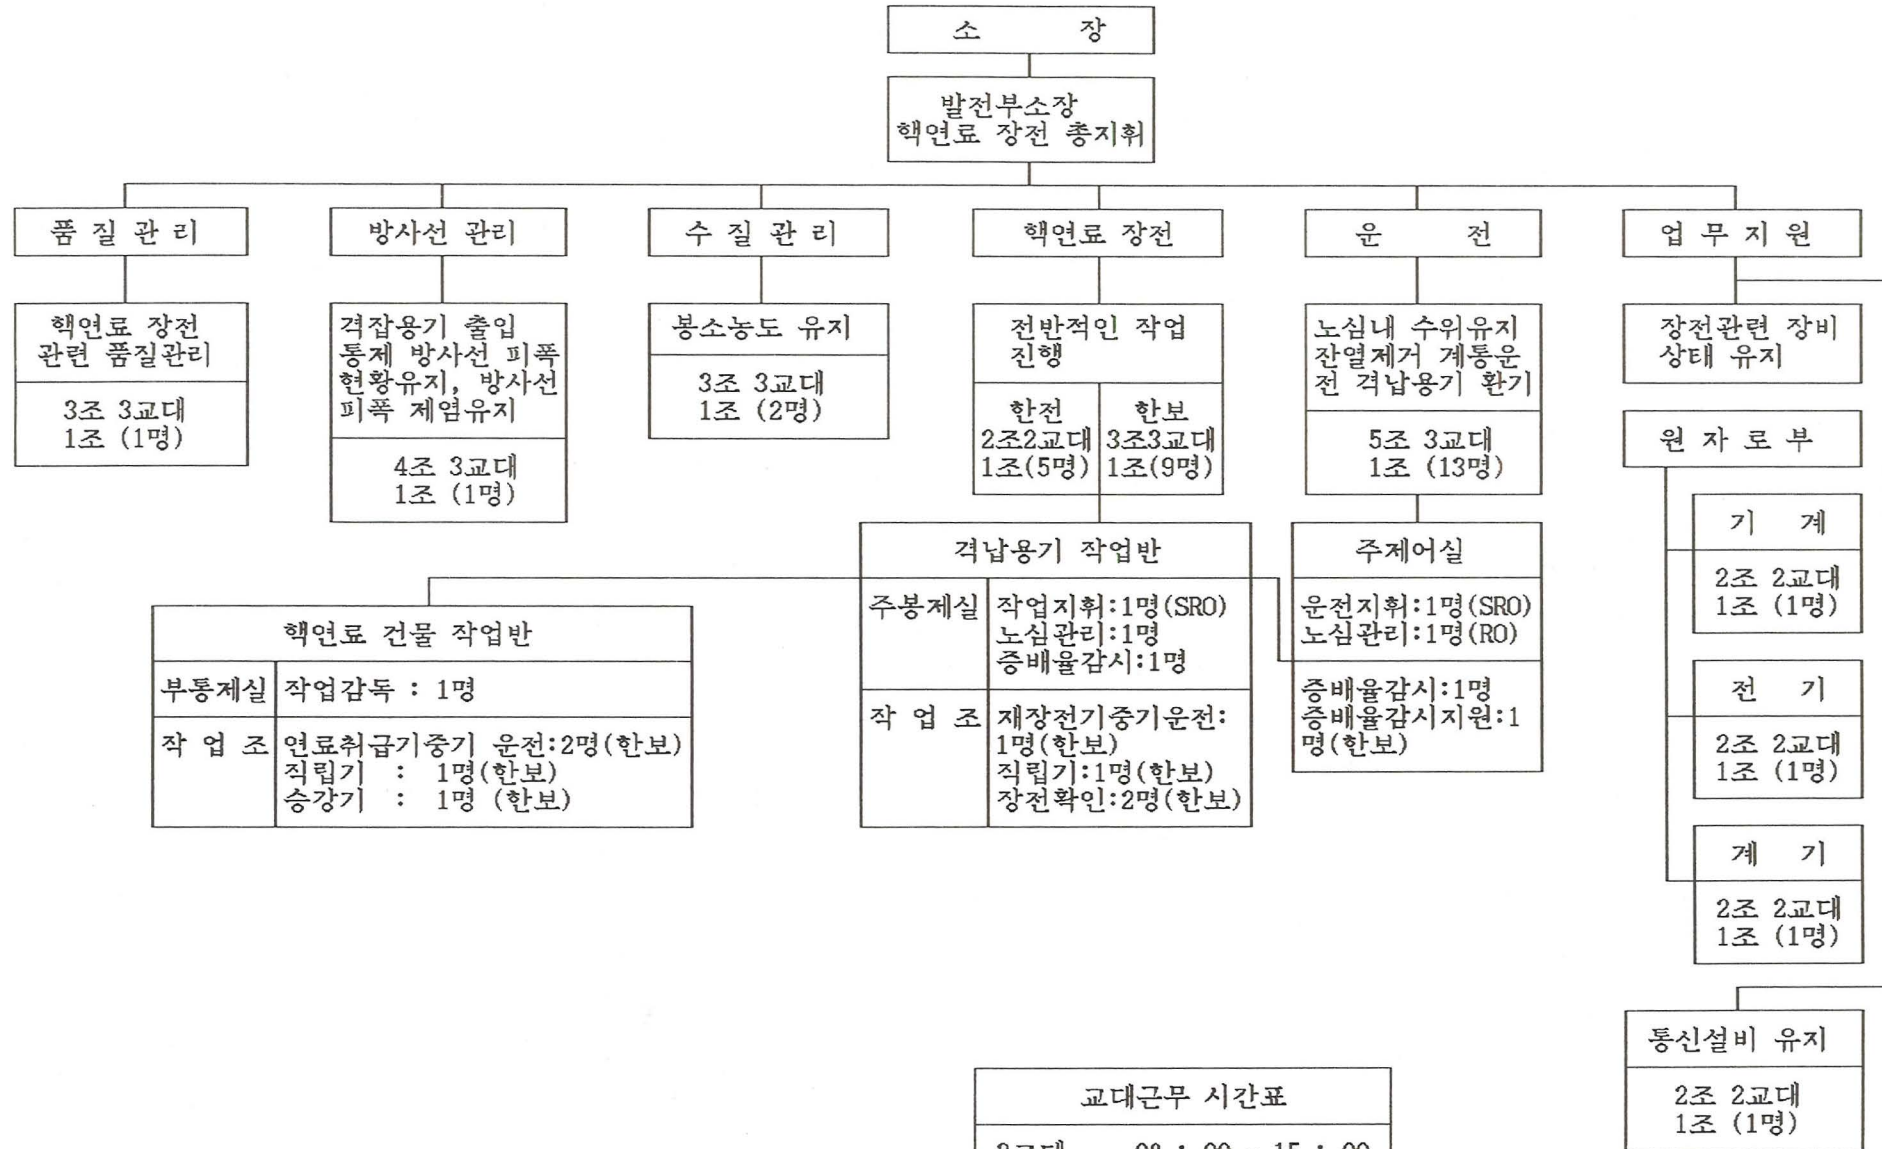 소 장
발전부소장
핵연료 장전 총지휘
품 질 관 리
방사선 관리
수 질 관 리
핵연료 장전
운 전
업 무 지 원
핵연료 장전
관련 품질관리
3조 3교대
1조 (1명)
격잡용기 출입
통제 방사선 피폭
현황유지, 방사선
피폭 제염유지
4조 3교대
1조 (1명)
붕소농도 유지
3조 3교대
1조 (2명)
전반적인 작업
진행
한전
2조2교대
1조(5명)
한보
3조3교대
1조(9명)
노심내 수위유지
잔열제거 계통운
전 격납용기 환기
5조 3교대
1조 (13명)
장전관련 장비
상태 유지
원 자 로 부
기 계
2조 2교대
1조 (1명)
전 기
2조 2교대
1조 (1명)
계 기
2조 2교대
1조 (1명)
통신설비 유지
2조 2교대
1조 (1명)
핵연료 건물 작업반
부통제실 작업감독 : 1명
작 업 조 연료취급기중기 운전:2명(한보)
직립기 : 1명(한보)
승강기 : 1명 (한보)
격납용기 작업반
주봉제실 작업지휘:1명(SRO)
노심관리:1명
증배율감시:1명
작 업 조 재장전기중기운전:
1명(한보)
직립기:1명(한보)
장전확인:2명(한보)
주제어실
운전지휘:1명(SRO)
노심관리:1명(RO)
증배율감시:1명
증배율감시지원:1
명(한보)
교대근무 시간표